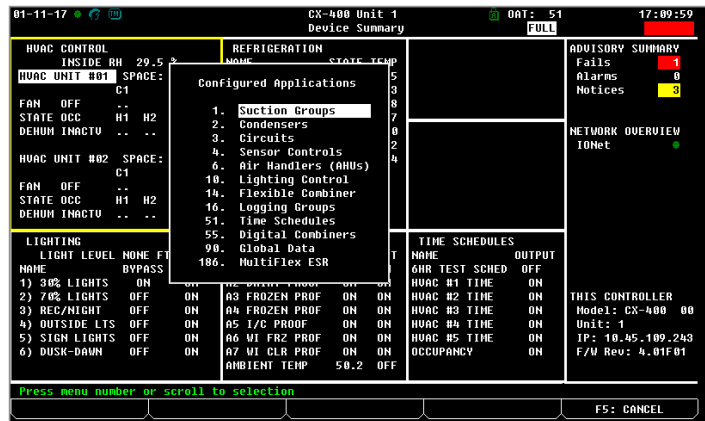 01-11-17 CX-400 Unit 1 OAT: 51 17:09:59
Device Summary FULL
HVAC CONTROL
INSIDE RH 29.5 %
HVAC UNIT #01 SPACE:
C1
FAN OFF ..
STATE OCC H1 H2
DEHUM INACTV .. ..
HVAC UNIT #02 SPACE:
C1
FAN OFF ..
STATE OCC H1 H2
DEHUM INACTV .. ..
REFRIGERATION
NAME STATE TEMP
5
3
8
7
0
2
4
Configured Applications
1. Suction Groups
2. Condensers
3. Circuits
4. Sensor Controls
6. Air Handlers (AHUs)
10. Lighting Control
14. Flexible Combiner
16. Logging Groups
51. Time Schedules
55. Digital Combiners
90. Global Data
186. MultiFlex ESR
ADVISORY SUMMARY
Fails 1
Alarms 0
Notices 3
NETWORK OVERVIEW
IONet
LIGHTING
LIGHT LEVEL NONE FT
NAME BYPASS
1) 30% LIGHTS ON ON
2) 70% LIGHTS OFF ON
3) REC/NIGHT OFF ON
4) OUTSIDE LTS OFF ON
5) SIGN LIGHTS OFF ON
6) DUSK-DAWN OFF ON
T
A3 FROZEN PROF ON ON
A4 FROZEN PROF ON ON
A5 I/C PROOF ON ON
A6 WI FRZ PROF ON ON
A7 WI CLR PROF ON ON
AMBIENT TEMP 50.2 OFF
TIME SCHEDULES
NAME OUTPUT
6HR TEST SCHED OFF
HVAC #1 TIME ON
HVAC #2 TIME ON
HVAC #3 TIME ON
HVAC #4 TIME ON
HVAC #5 TIME ON
OCCUPANCY ON
THIS CONTROLLER
Model: CX-400 00
Unit: 1
IP: 10.45.109.243
F/W Rev: 4.01F01
Press menu number or scroll to selection
F5: CANCEL